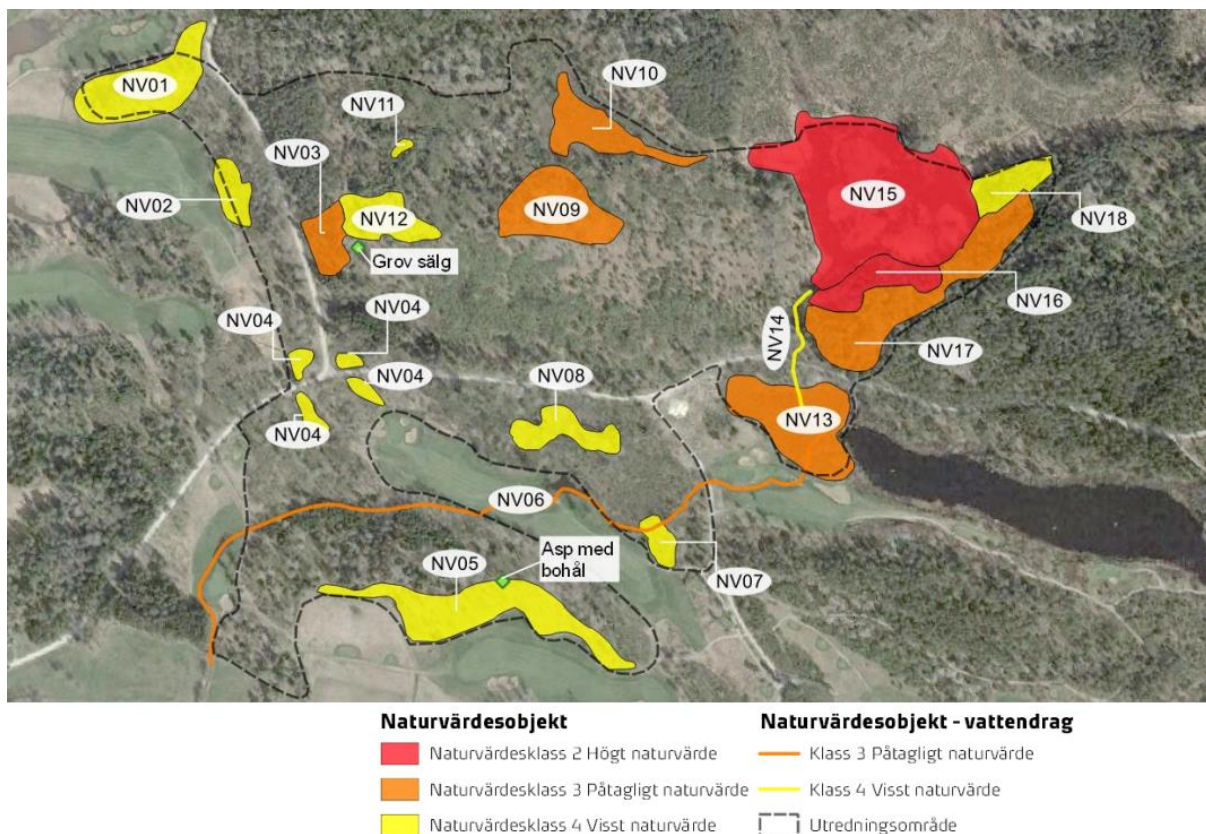 NV01
NV10
NV11
NV03
NV15
NV02
NV12
NV09
NV18
Grov sälg
NV16
NV04
NV04
NV14
NV17
NV04
NV08
NV04
NV13
NV06
Asp med
bohål
NV05
NV07
Naturvärdesobjekt
Naturvärdesklass 2 Högt naturvärde
Naturvärdesklass 3 Påtagligt naturvärde
Naturvärdesklass 4 Visst naturvärde
Naturvärdesobjekt - vattendrag
Klass 3 Påtagligt naturvärde
Klass 4 Visst naturvärde
Utredningsområde